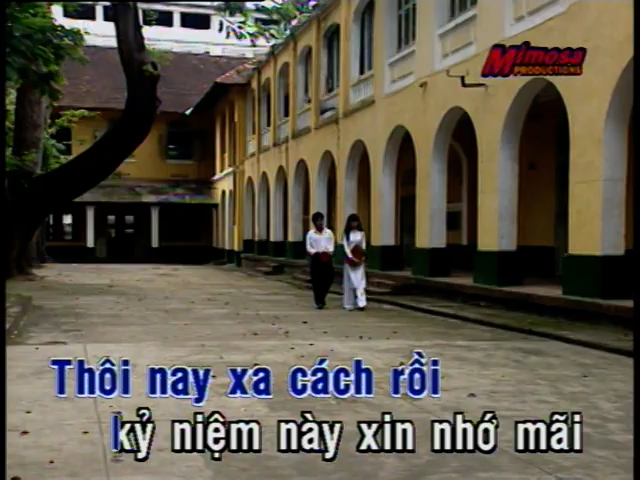 Mimosa
PRODUCTIONS
Thôi nay xa cách rồi
kỷ niệm này xin nhớ mãi